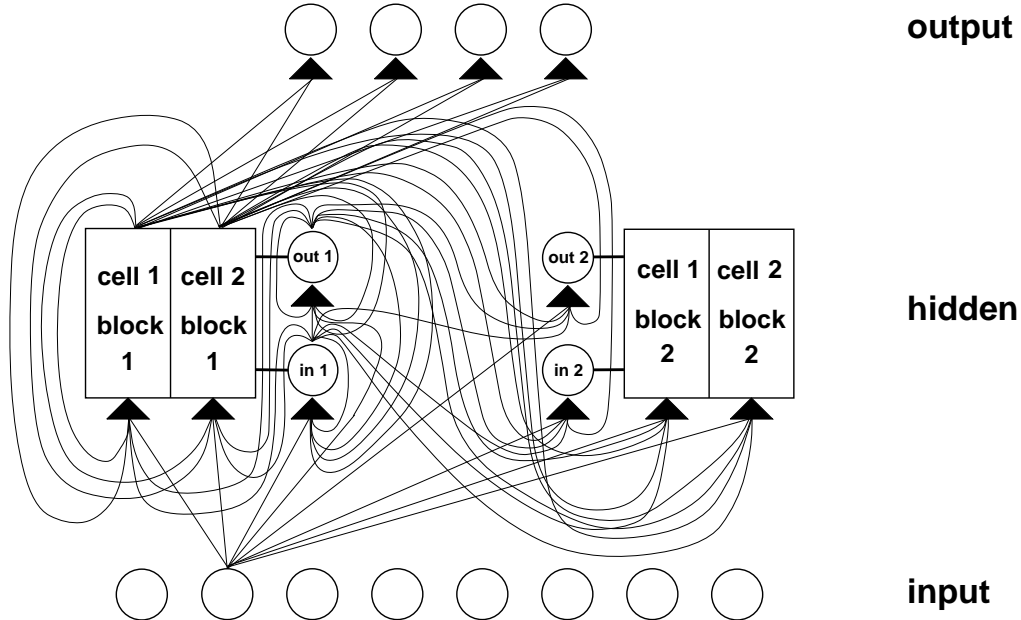 output
cell 1
block
1
cell 2
block
1
out 1
in 1
out 2
in 2
cell 1
block
2
cell 2
block
2
hidden
input